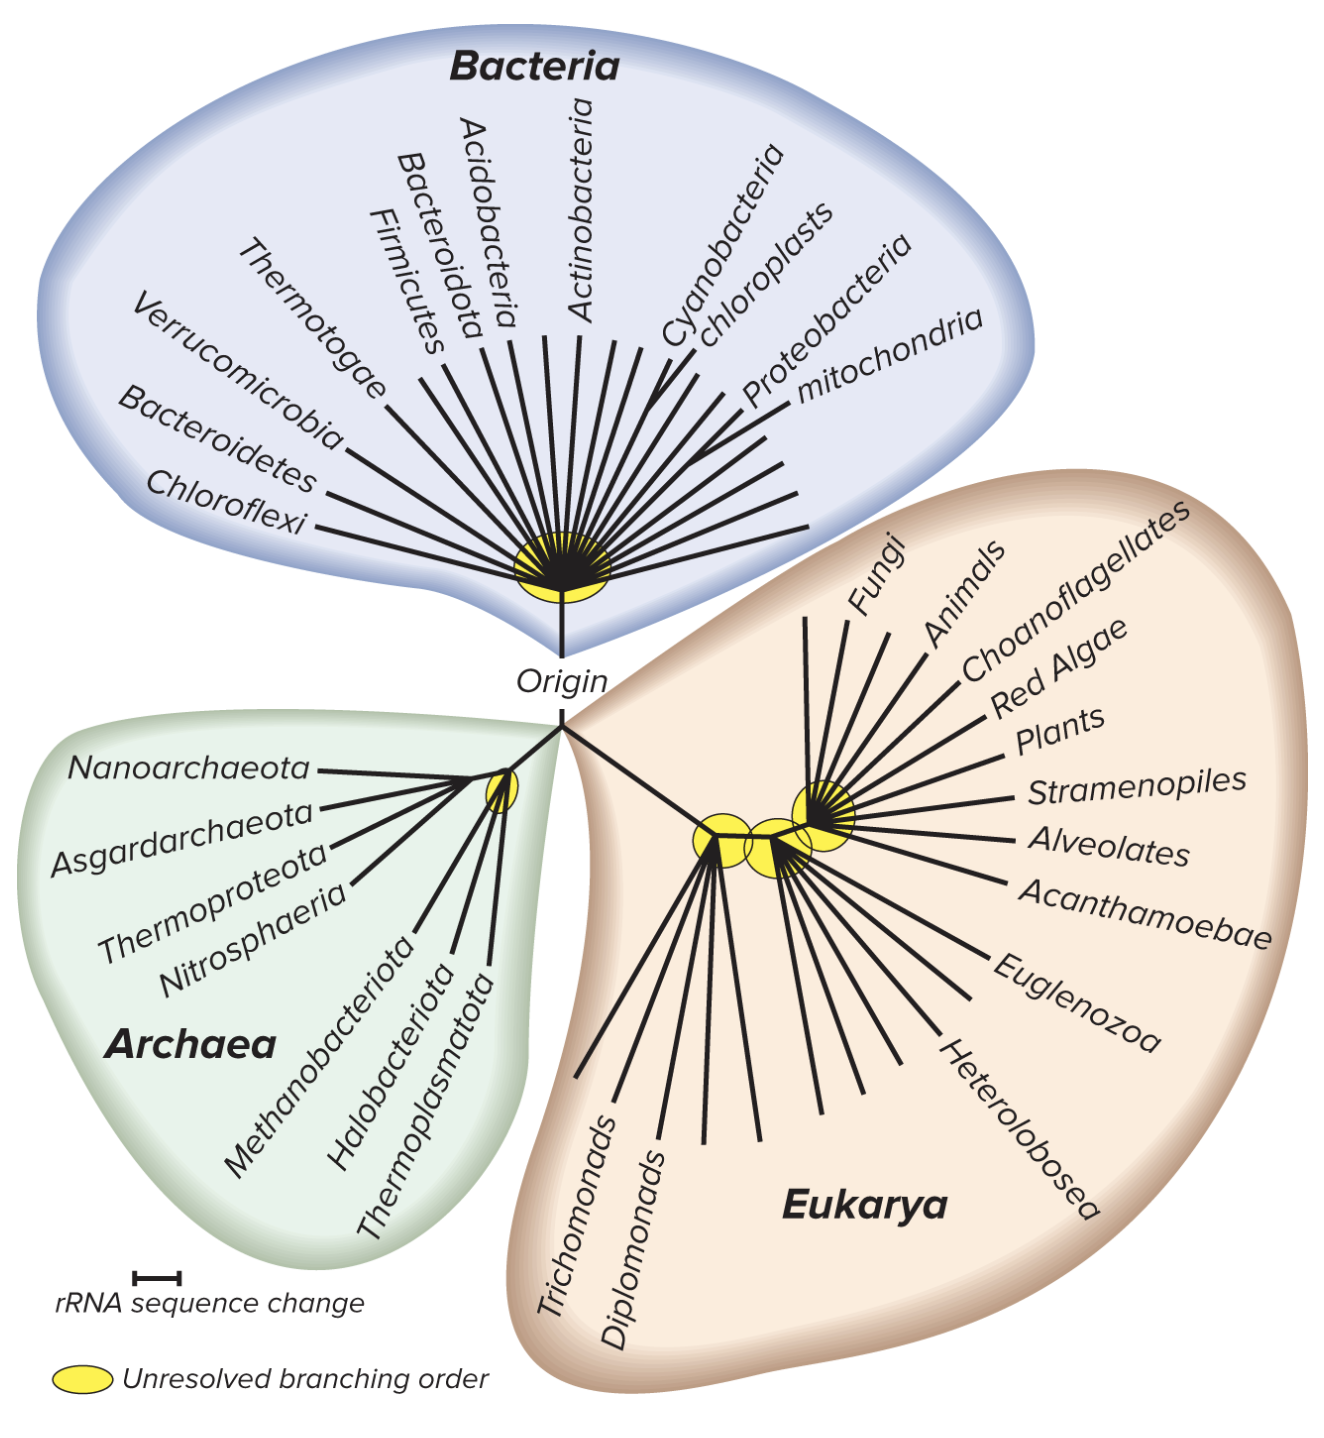 Bacteria
Chloroflexi
Bacteroidetes
Verrucomicrobia
Thermotogae
Firmicutes
Bacteroidota
Acidobacteria
Actinobacteria
Cyanobacteria
chloroplasts
Proteobacteria
mitochondria
Origin
Nanoarchaeota
Asgardarchaeota
Thermoproteota
Nitrosphaeria
Methanobacteriota
Halobacteriota
Thermoplasmatota
Archaea
Fungi
Animals
Choanoflagellates
Red Algae
Plants
Stramenopiles
Alveolates
Acanthamoebae
Euglenozoa
Heterolobosea
Diplomonads
Trichomonads
Eukarya
rRNA sequence change
Unresolved branching order